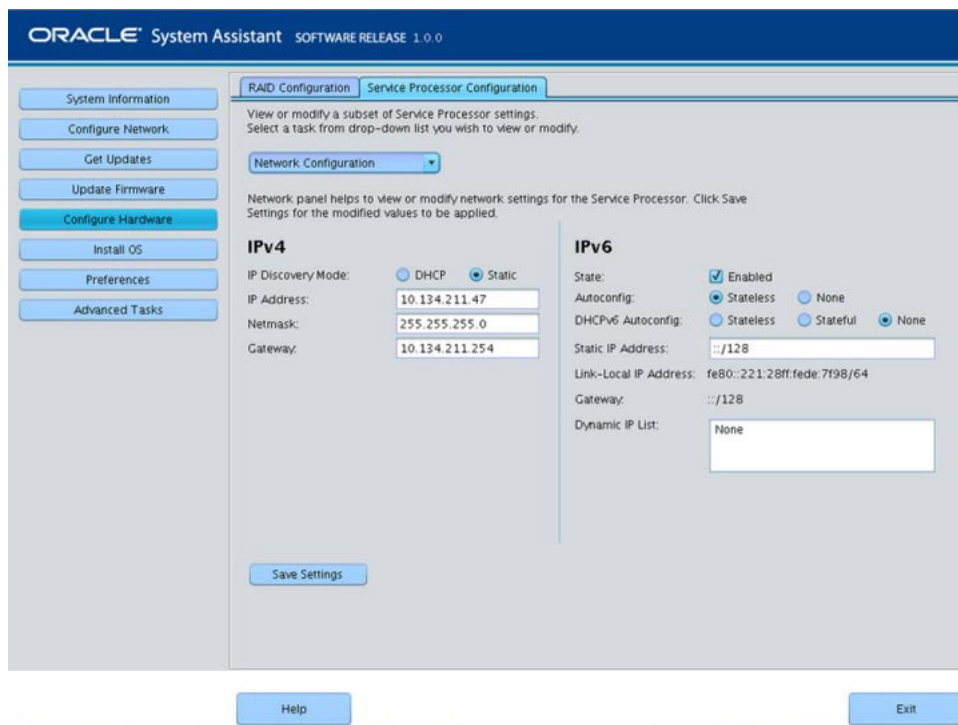 ORACLE System Assistant SOFTWARE RELEASE 1.0.0
System Information
Configure Network
Get Updates
Update Firmware
Configure Hardware
Install OS
Preferences
Advanced Tasks
RAID Configuration
Service Processor Configuration
View or modify a subset of Service Processor settings.
Select a task from drop-down list you wish to view or modify.
Network Configuration
Network panel helps to view or modify network settings for the Service Processor. Click Save
Settings for the modified values to be applied.
IPv4
IP Discovery Mode: DHCP Static
IP Address: 10.134.211.47
Netmask: 255.255.255.0
Gateway: 10.134.211.254
IPv6
State: Enabled
Autoconfig: Stateless None
DHCPv6 Autoconfig: Stateless Stateful None
Static IP Address: ::/128
Link-Local IP Address: fe80::221:28ff:fede:7f98/64
Gateway: ::/128
Dynamic IP List: None
Save Settings
Help
Exit